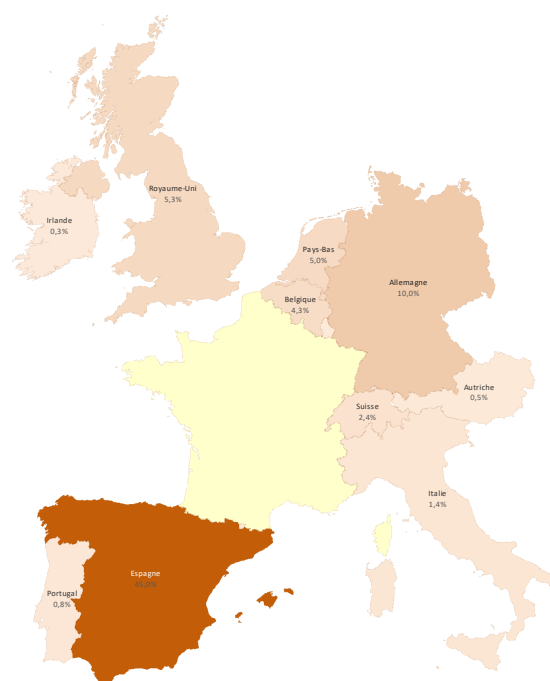 Royaume-Uni
5,3%
Irlande
0,3%
Pays-Bas
5,0%
Allemagne
10,0%
Belgique
4,3%
Autriche
0,5%
Suisse
2,4%
Italie
1,4%
Espagne
Portugal
0,8%